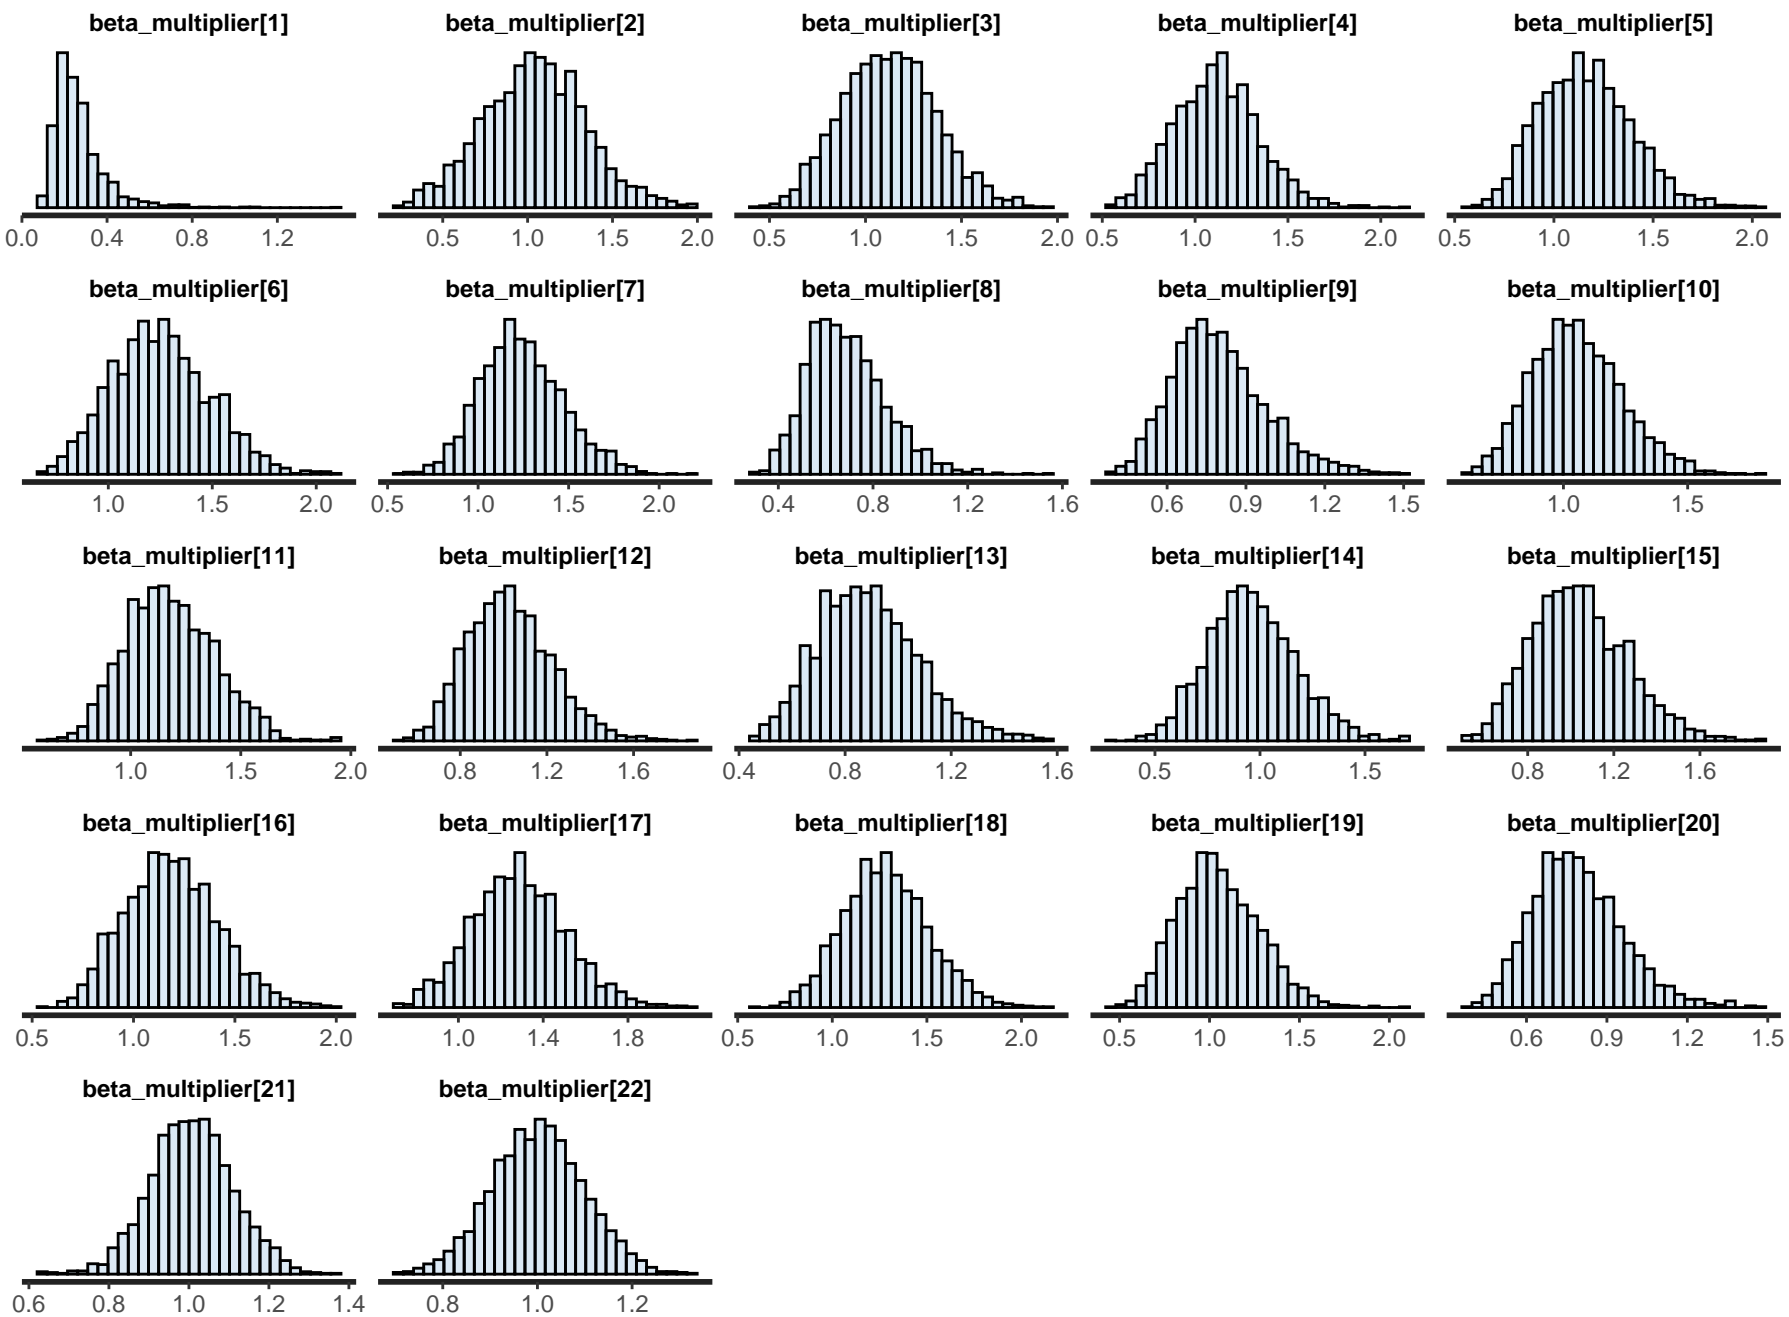 beta_multiplier[1] beta_multiplier[2] beta_multiplier[3] beta_multiplier[4] beta_multiplier[5]
0.0 0.4 0.8 1.2 0.5 1.0 1.5 2.0 0.5 1.0 1.5 2.0 0.5 1.0 1.5 2.0 0.5 1.0 1.5 2.0
beta_multiplier[6] beta_multiplier[7] beta_multiplier[8] beta_multiplier[9] beta_multiplier[10]
1.0 1.5 2.0 0.5 1.0 1.5 2.0 0.4 0.8 1.2 1.6 0.6 0.9 1.2 1.5 1.0 1.5
beta_multiplier[11] beta_multiplier[12] beta_multiplier[13] beta_multiplier[14] beta_multiplier[15]
1.0 1.5 2.0 0.8 1.2 1.6 0.4 0.8 1.2 1.6 0.5 1.0 1.5 0.8 1.2 1.6
beta_multiplier[16] beta_multiplier[17] beta_multiplier[18] beta_multiplier[19] beta_multiplier[20]
0.5 1.0 1.5 2.0 1.0 1.4 1.8 0.5 1.0 1.5 2.0 0.5 1.0 1.5 2.0 0.6 0.9 1.2 1.5
beta_multiplier[21] beta_multiplier[22]
0.6 0.8 1.0 1.2 1.4 0.8 1.0 1.2